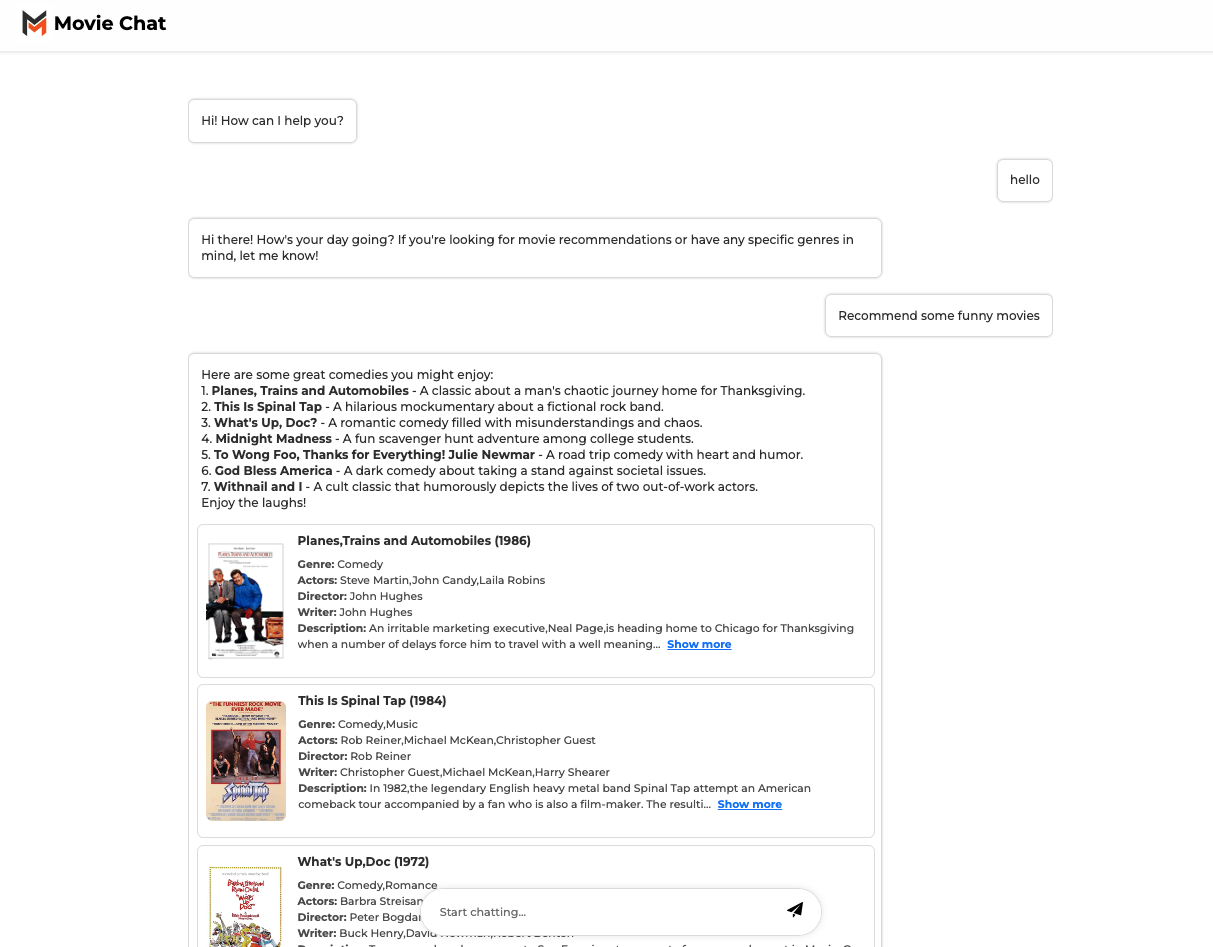 Movie Chat
Hi! How can I help you?
hello
Hi there! How's your day going? If you're looking for movie recommendations or have any specific genres in
mind, let me know!
Recommend some funny movies
Here are some great comedies you might enjoy:
1. Planes, Trains and Automobiles - A classic about a man's chaotic journey home for Thanksgiving.
2. This Is Spinal Tap - A hilarious mockumentary about a fictional rock band.
3. What's Up, Doc? - A romantic comedy filled with misunderstandings and chaos.
4. Midnight Madness - A fun scavenger hunt adventure among college students.
5. To Wong Foo, Thanks for Everything! Julie Newmar - A road trip comedy with heart and humor.
6. God Bless America - A dark comedy about taking a stand against societal issues.
7. Withnail and I - A cult classic that humorously depicts the lives of two out-of-work actors.
Enjoy the laughs!
PLANES, TRAINS AND AUTOMOBILES
Planes,Trains and Automobiles (1986)
Genre: Comedy
Actors: Steve Martin,John Candy,Laila Robins
Director: John Hughes
Writer: John Hughes
Description: An irritable marketing executive,Neal Page,is heading home to Chicago for Thanksgiving
when a number of delays force him to travel with a well meaning... Show more
"THE FUNNIEST ROCK MOVIE
EVER MADE."
Spinal Tap
This Is Spinal Tap (1984)
Genre: Comedy,Music
Actors: Rob Reiner,Michael McKean,Christopher Guest
Director: Rob Reiner
Writer: Christopher Guest,Michael McKean,Harry Shearer
Description: In 1982,the legendary English heavy metal band Spinal Tap attempt an American
comeback tour accompanied by a fan who is also a film-maker. The resulti... Show more
What's Up,Doc (1972)
Genre: Comedy,Romance
Actors: Barbra Streisan
Director: Peter Bogdan
Writer: Buck Henry,David
Start chatting...